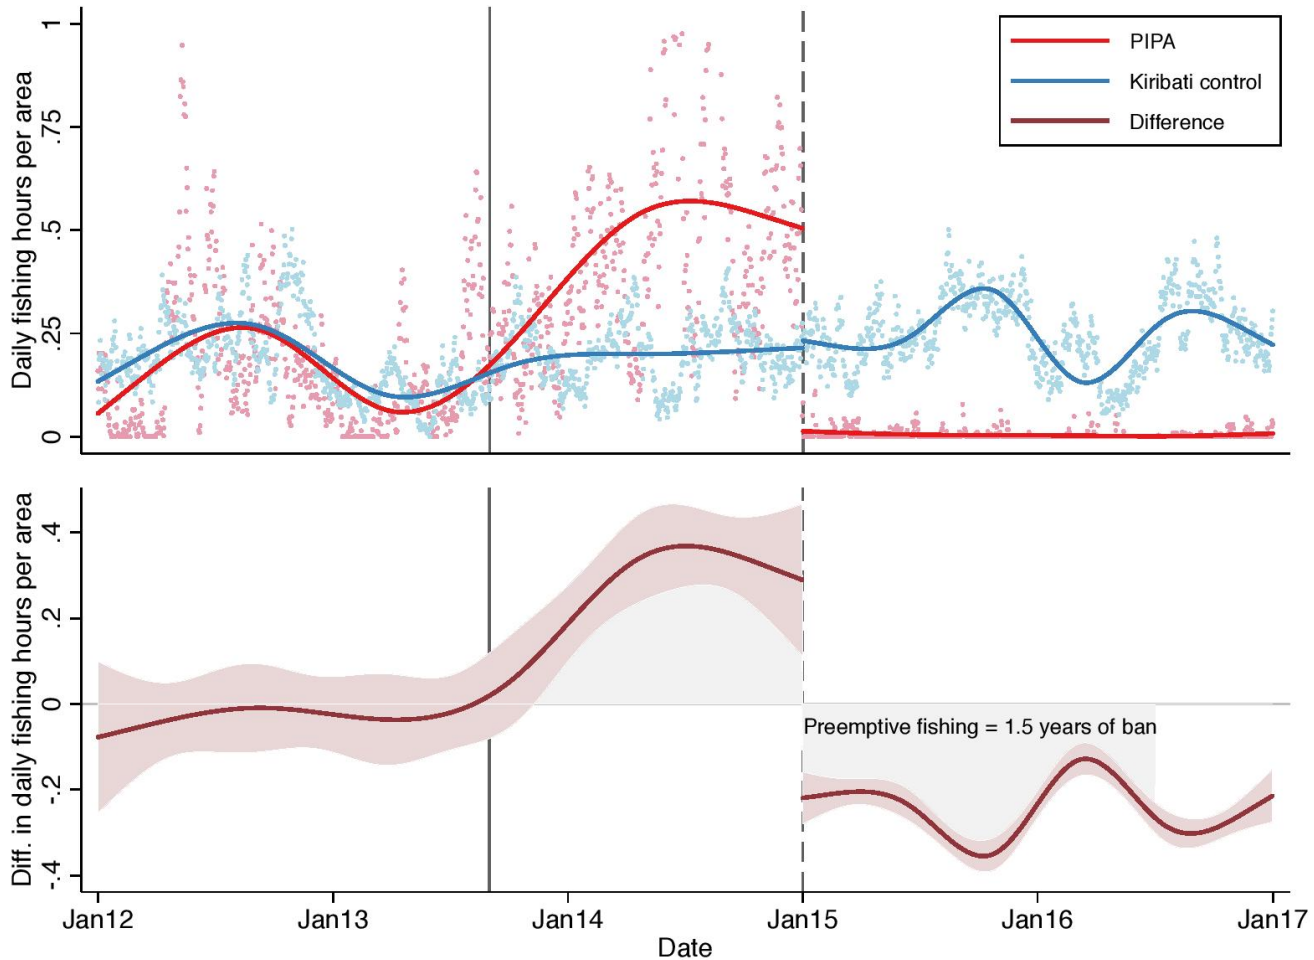 Daily fishing hours per area
1
.75
.5
.25
0
PIPA
Kiribati control
Difference
Diff. in daily fishing hours per area
.4
.2
0
-.2
-.4
Preemptive fishing = 1.5 years of ban
Jan12
Jan13
Jan14
Jan15
Jan16
Jan17
Date